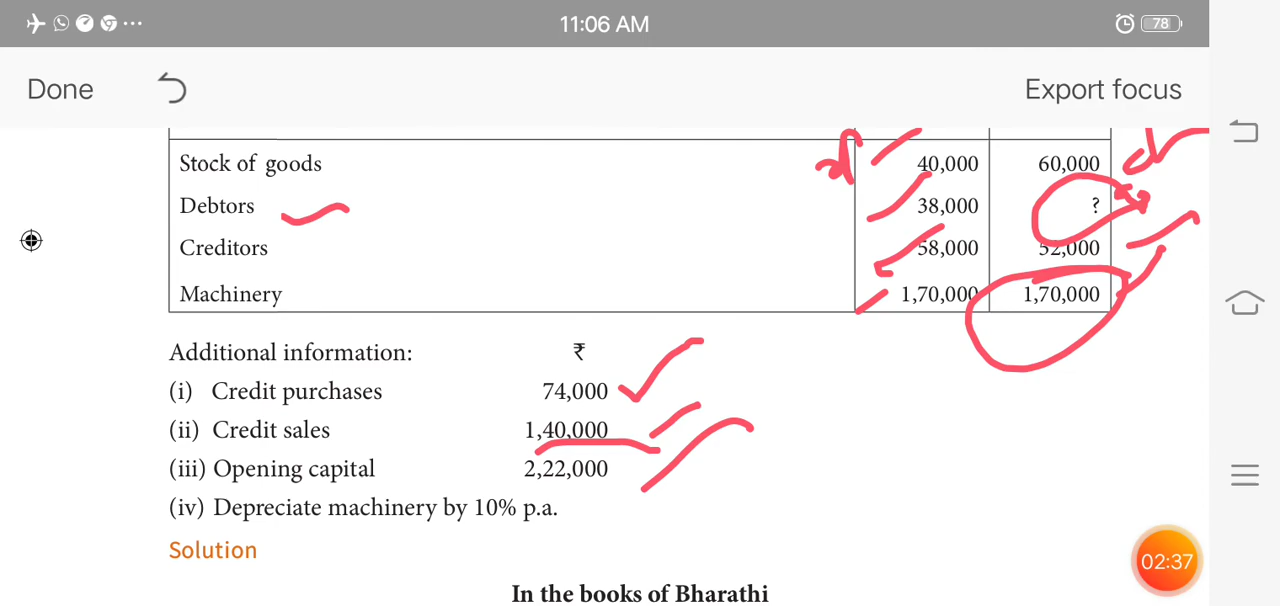 11:06 AM
78
Done
Export focus
Stock of goods 40,000 60,000
Debtors 38,000 ?
Creditors 58,000 52,000
Machinery 1,70,000 1,70,000
Additional information: ₹
(i) Credit purchases 74,000
(ii) Credit sales 1,40,000
(iii) Opening capital 2,22,000
(iv) Depreciate machinery by 10% p.a.
Solution
02:37
In the books of Bharathi